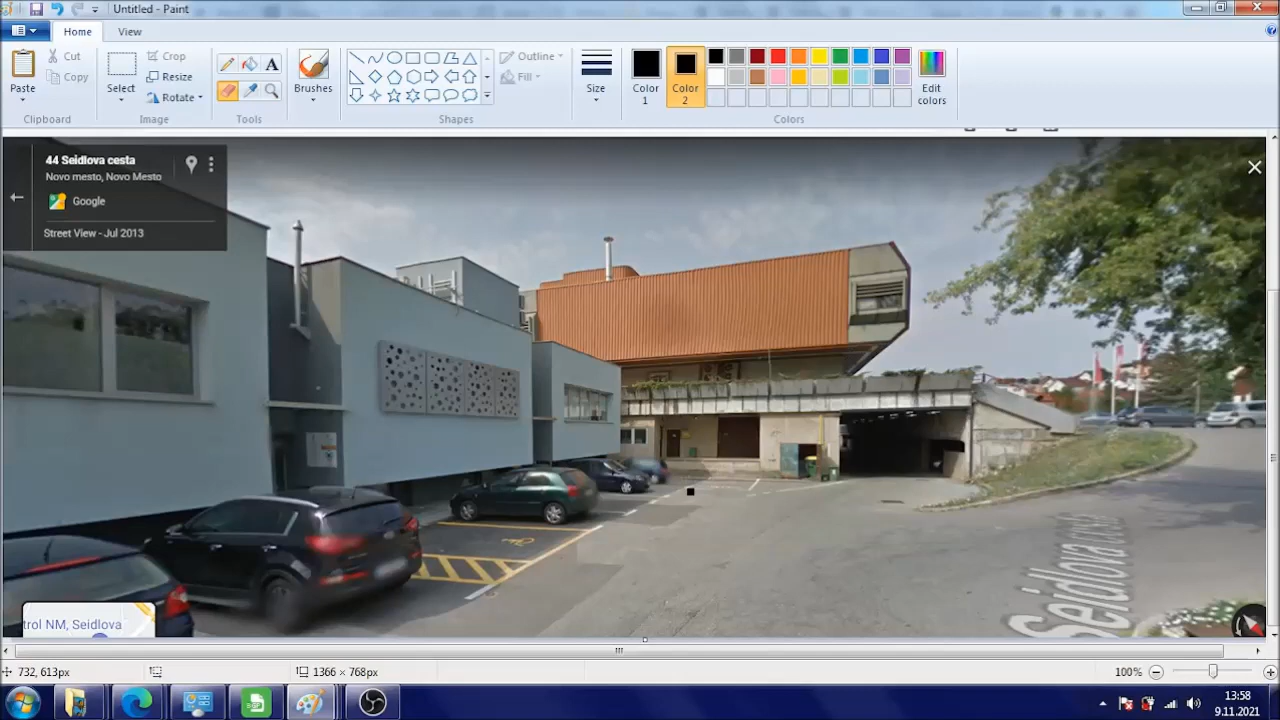 Untitled - Paint
Home
View
Paste
Cut
Copy
Clipboard
Select
Crop
Resize
Rotate
Image
A
Tools
Brushes
Outline
Fill
Shapes
Size
Color
1
Color
2
Edit
colors
Colors
44 Seidlova cesta
Novo mesto, Novo Mesto
Google
Street View - Jul 2013
Seidlova cesta
trol NM, Seidlova
732, 613px
1366 × 768px
100%
13:58
9.11.2021